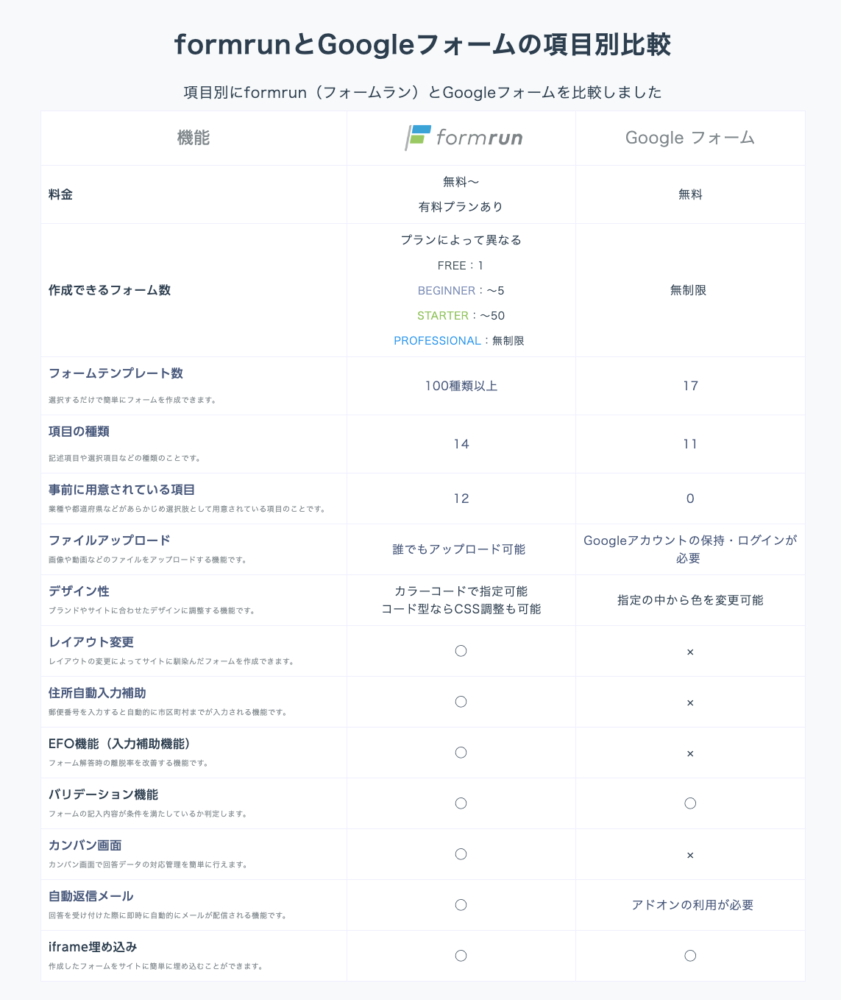 formrunとGoogleフォームの項目別比較
項目別にformrun（フォームラン）とGoogleフォームを比較しました
機能
formrun
Google フォーム
料金
無料〜
有料プランあり
無料
作成できるフォーム数
プランによって異なる
FREE：1
BEGINNER：〜5
STARTER：〜50
PROFESSIONAL：無制限
無制限
フォームテンプレート数
選択するだけで簡単にフォームを作成できます。
100種類以上
17
項目の種類
記述項目や選択項目などの種類のことです。
14
11
事前に用意されている項目
業種や都道府県などがあらかじめ選択肢として用意されている項目のことです。
12
0
ファイルアップロード
画像や動画などのファイルをアップロードする機能です。
誰でもアップロード可能
Googleアカウントの保持・ログインが
必要
デザイン性
ブランドやサイトに合わせたデザインに調整する機能です。
カラーコードで指定可能
コード型ならCSS調整も可能
指定の中から色を変更可能
レイアウト変更
レイアウトの変更によってサイトに馴染んだフォームを作成できます。
○
×
住所自動入力補助
郵便番号を入力すると自動的に市区町村までが入力される機能です。
○
×
EFO機能（入力補助機能）
フォーム解答時の離脱率を改善する機能です。
○
×
バリデーション機能
フォームの記入内容が条件を満たしているか判定します。
○
○
カンバン画面
カンバン画面で回答データの対応管理を簡単に行えます。
○
×
自動返信メール
回答を受け付けた際に即時に自動的にメールが配信される機能です。
○
アドオンの利用が必要
iframe埋め込み
作成したフォームをサイトに簡単に埋め込むことができます。
○
○